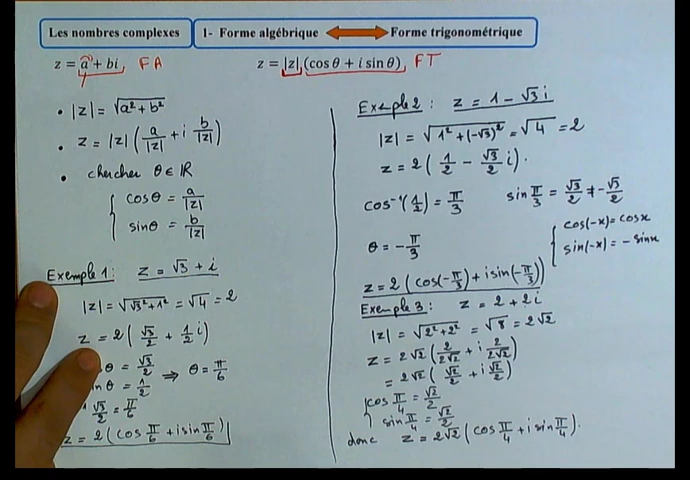 Les nombres complexes
1- Forme algébrique ⟷ Forme trigonométrique
z = a + bi, FA
z = |z| (cos θ + i sin θ), FT
• |z| = √(a² + b²)
• z = |z| (a/|z| + i b/|z|)
• chercher θ ∈ ℝ
{ cos θ = a/|z|
sin θ = b/|z|
Exemple 1: z = √3 + i
|z| = √(√3² + 1²) = √4 = 2
z = 2 (√3/2 + 1/2 i)
θ = √3/2
θ = 1/2 ⟹ θ = π/6
√3/2 = π/6
z = 2 (cos π/6 + i sin π/6)
Exemple 2: z = 1 - √3 i
|z| = √(1² + (-√3)²) = √4 = 2
z = 2 (1/2 - √3/2 i).
cos⁻¹(1/2) = π/3 sin π/3 = √3/2 ≠ -√3/2
θ = -π/3
{ cos(-x) = cos x
sin(-x) = - sin x
z = 2 (cos(-π/3) + i sin(-π/3))
Exemple 3: z = 2 + 2i
|z| = √(2² + 2²) = √8 = 2√2
z = 2√2 (2/2√2 + i 2/2√2)
= 2√2 (√2/2 + i √2/2)
{ cos π/4 = √2/2
sin π/4 = √2/2
donc z = 2√2 (cos π/4 + i sin π/4).